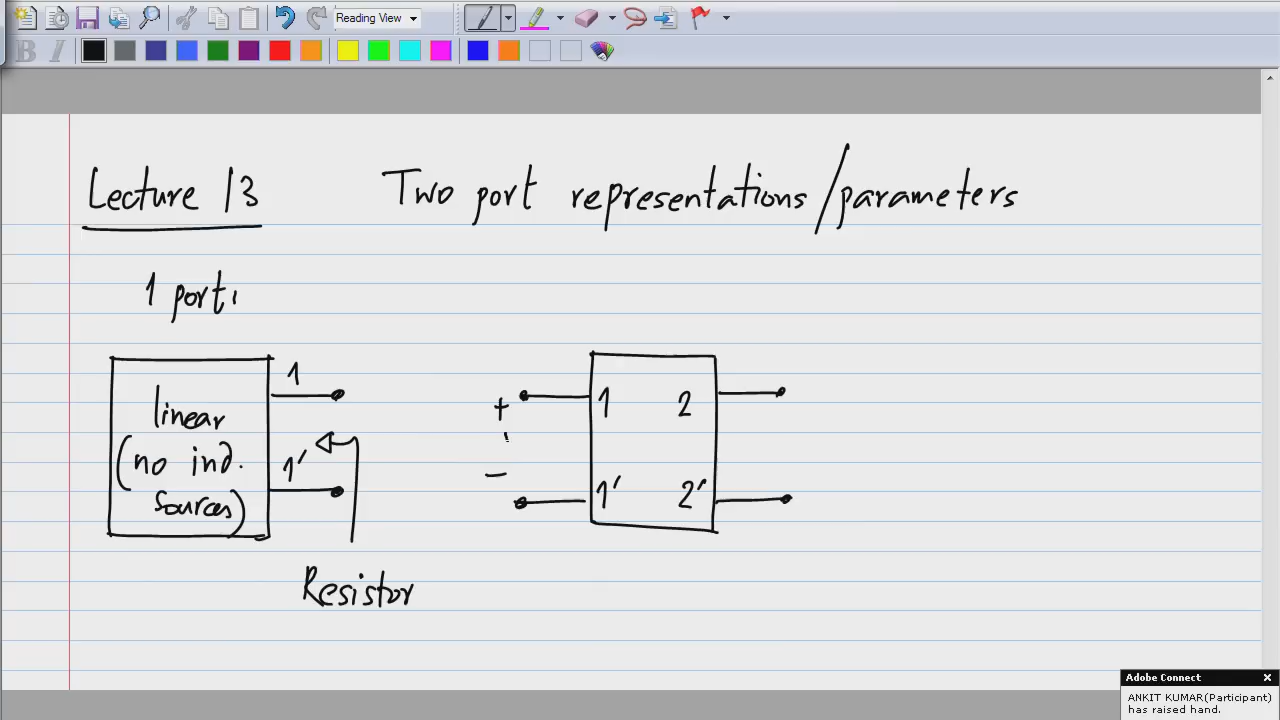 Reading View
B I
Lecture 13 Two port representations/parameters
1 port
1
linear
(no ind.
sources)
1'
Resistor
+
-
1 2
1' 2'
Adobe Connect
ANKIT KUMAR(Participant)
has raised hand.